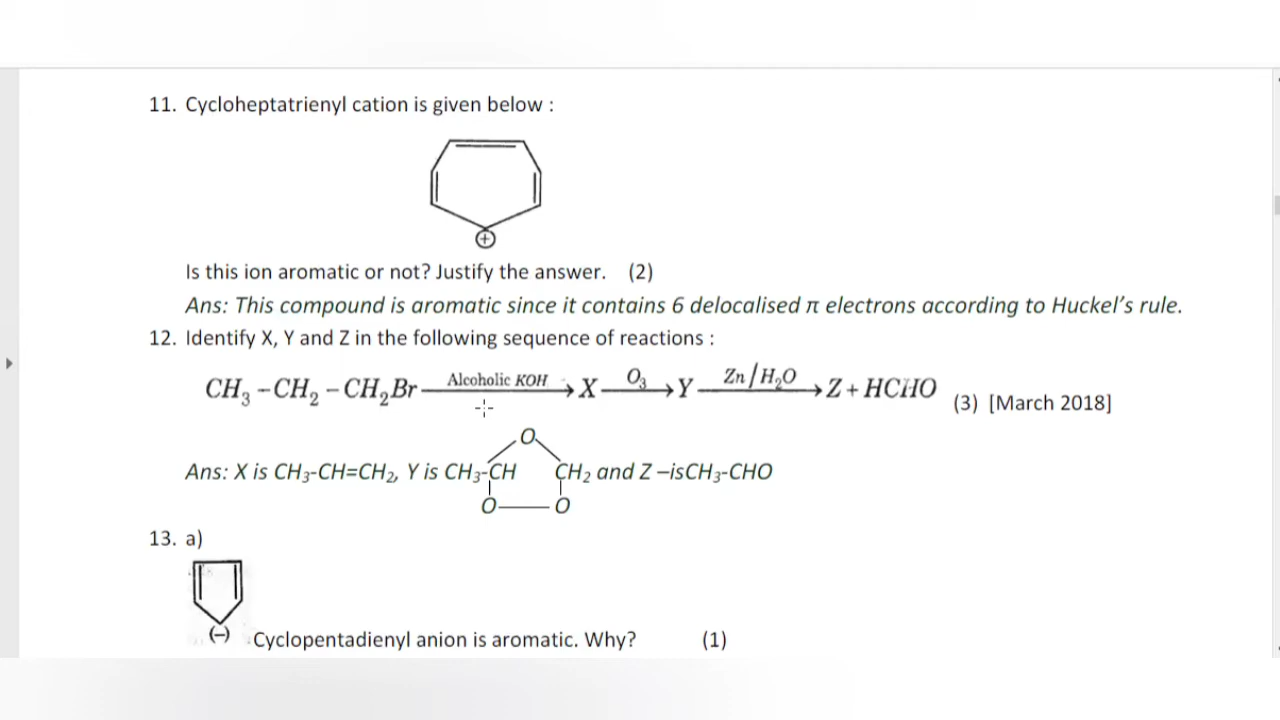 11. Cycloheptatrienyl cation is given below :
+
Is this ion aromatic or not? Justify the answer. (2)
Ans: This compound is aromatic since it contains 6 delocalised π electrons according to Huckel's rule.
12. Identify X, Y and Z in the following sequence of reactions :
CH₃ – CH₂ – CH₂Br —Alcoholic KOH→ X —O₃→ Y —Zn/H₂O→ Z + HCHO (3) [March 2018]
O
Ans: X is CH₃-CH=CH₂, Y is CH₃-CH CH₂ and Z –isCH₃-CHO
O O
13. a)
(–) Cyclopentadienyl anion is aromatic. Why? (1)